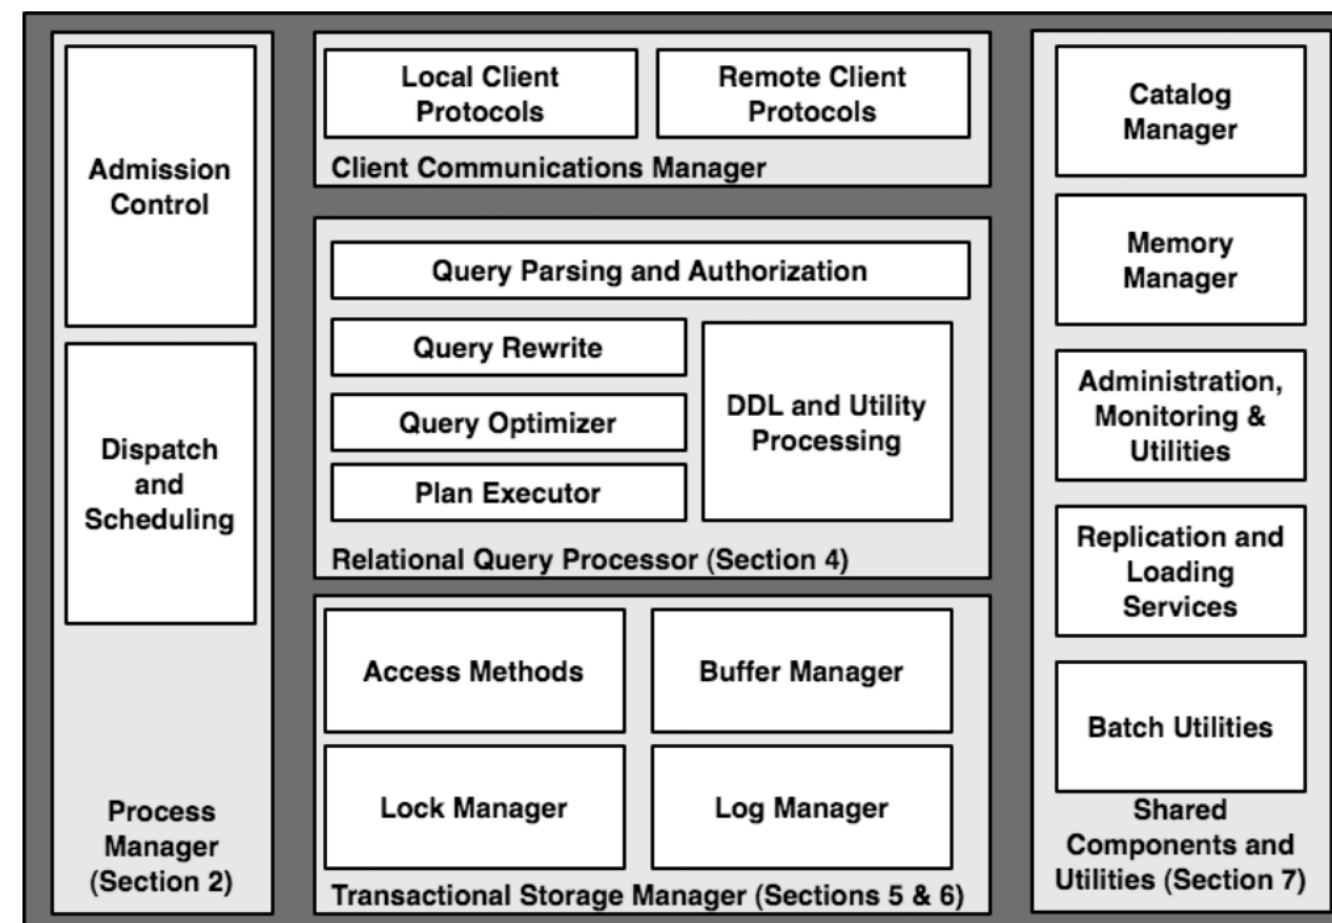 Admission
Control
Dispatch
and
Scheduling
Process
Manager
(Section 2)
Local Client
Protocols
Remote Client
Protocols
Client Communications Manager
Query Parsing and Authorization
Query Rewrite
Query Optimizer
Plan Executor
DDL and Utility
Processing
Relational Query Processor (Section 4)
Access Methods
Buffer Manager
Lock Manager
Log Manager
Transactional Storage Manager (Sections 5 & 6)
Catalog
Manager
Memory
Manager
Administration,
Monitoring &
Utilities
Replication and
Loading
Services
Batch Utilities
Shared
Components and
Utilities (Section 7)